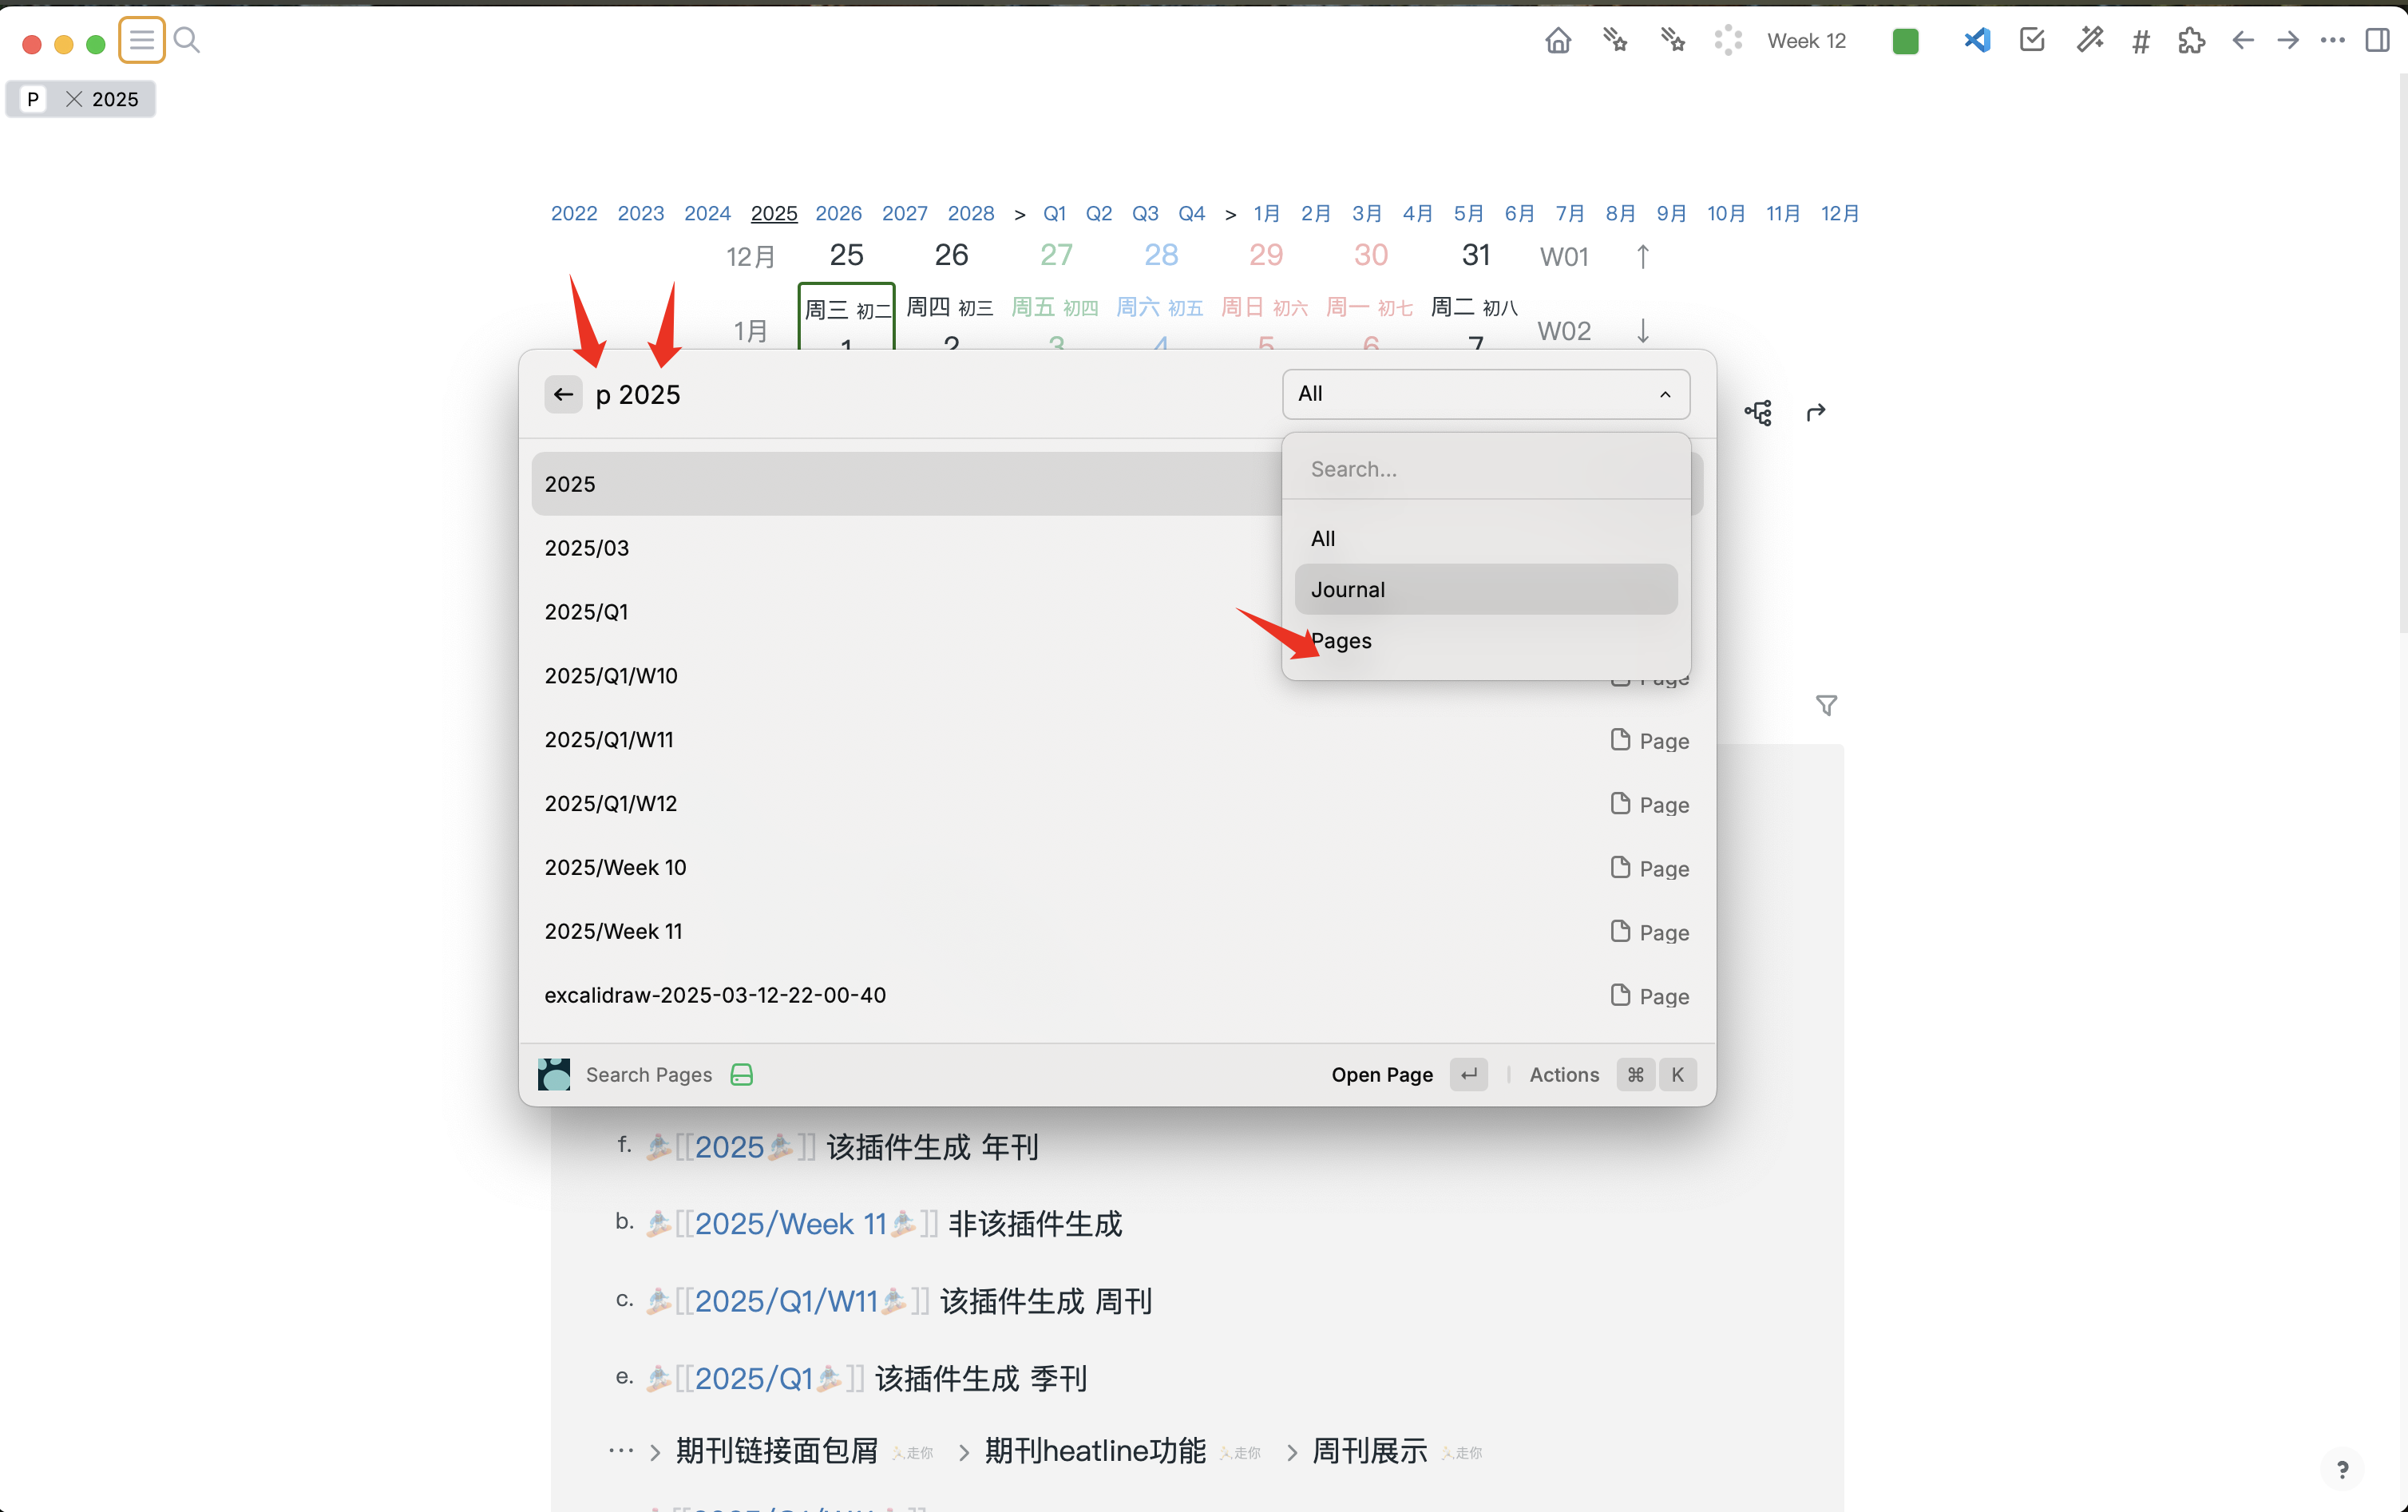 Week 12
P 2025
2022 2023 2024 2025 2026 2027 2028 > Q1 Q2 Q3 Q4 > 1月 2月 3月 4月 5月 6月 7月 8月 9月 10月 11月 12月
12月 25 26 27 28 29 30 31 W01 ↑
周三 初二 周四 初三 周五 初四 周六 初五 周日 初六 周一 初七 周二 初八
1月 1 2 3 4 5 6 7 W02 ↓
p 2025
All
Search...
All
Journal
Pages
2025
2025/03
2025/Q1
2025/Q1/W10 Page
2025/Q1/W11 Page
2025/Q1/W12 Page
2025/Week 10 Page
2025/Week 11 Page
excalidraw-2025-03-12-22-00-40 Page
Search Pages Open Page ↵ Actions ⌘ K
f. [[2025]] 该插件生成 年刊
b. [[2025/Week 11]] 非该插件生成
c. [[2025/Q1/W11]] 该插件生成 周刊
e. [[2025/Q1]] 该插件生成 季刊
··· > 期刊链接面包屑 走你 > 期刊heatline功能 走你 > 周刊展示 走你
?